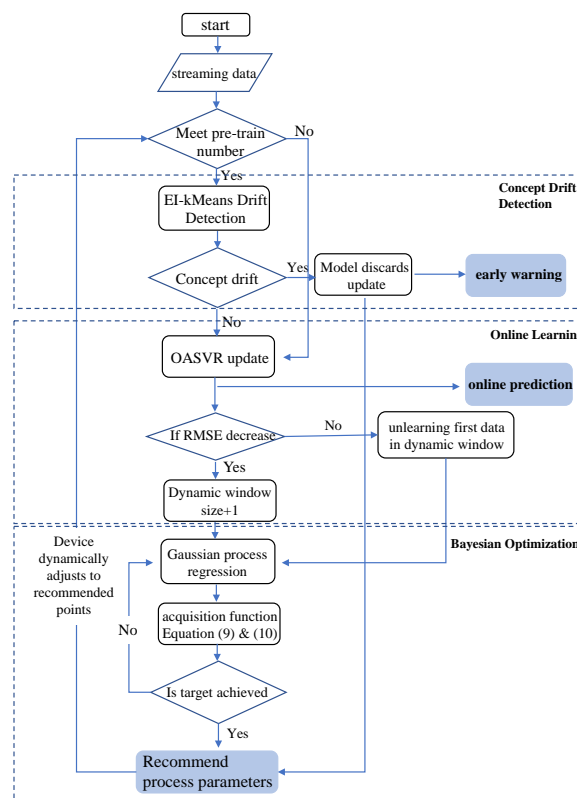 start
streaming data
Meet pre-train
number
No
Yes
Concept Drift
Detection
EI-kMeans Drift
Detection
Concept drift
Yes
Model discards
update
early warning
No
Online Learnin
OASVR update
online prediction
If RMSE decrease
No
unlearning first data
in dynamic window
Yes
Dynamic window
size+1
Device
dynamically
adjusts to
recommended
points
Bayesian Optimization
Gaussian process
regression
No
acquisition function
Equation (9) & (10)
Is target achieved
Yes
Recommend
process parameters